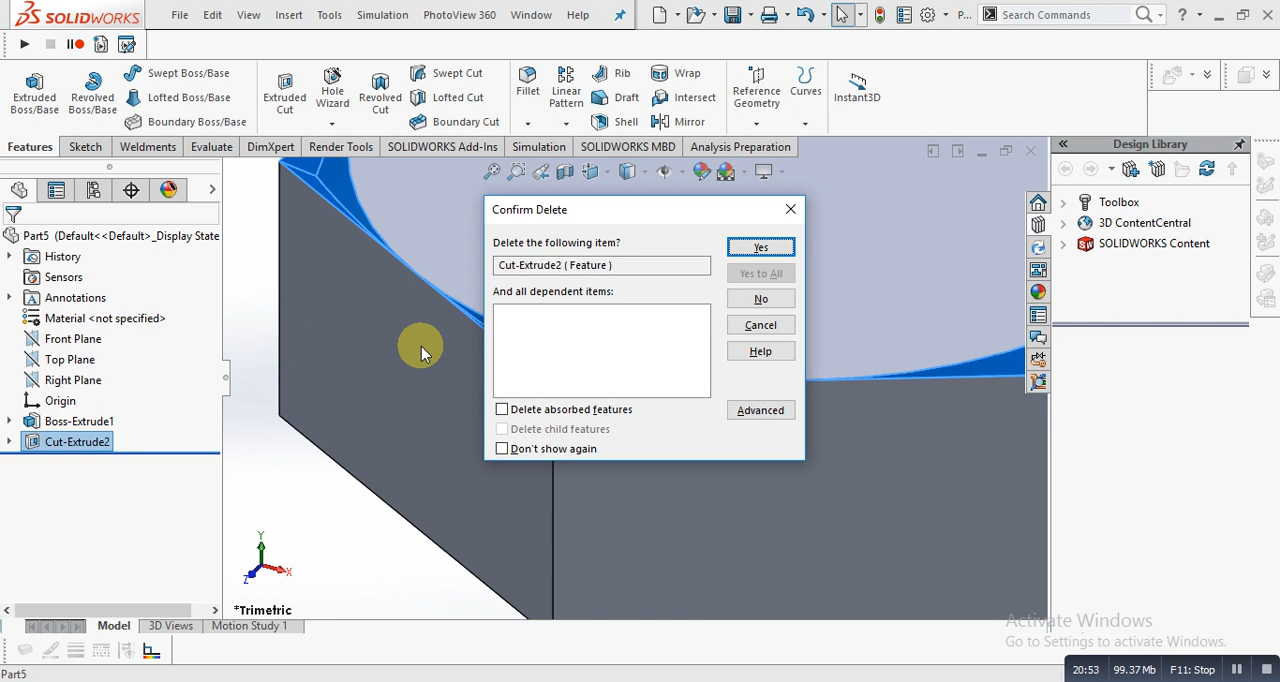 SOLIDWORKS File Edit View Insert Tools Simulation PhotoView 360 Window Help P... Search Commands ?
Extruded Boss/Base
Revolved Boss/Base
Swept Boss/Base
Lofted Boss/Base
Boundary Boss/Base
Extruded Cut
Hole Wizard
Revolved Cut
Swept Cut
Lofted Cut
Boundary Cut
Fillet
Linear Pattern
Rib
Draft
Shell
Wrap
Intersect
Mirror
Reference Geometry
Curves
Instant3D
Features Sketch Weldments Evaluate DimXpert Render Tools SOLIDWORKS Add-Ins Simulation SOLIDWORKS MBD Analysis Preparation
Part5 (Default<<Default>_Display State
History
Sensors
Annotations
Material <not specified>
Front Plane
Top Plane
Right Plane
Origin
Boss-Extrude1
Cut-Extrude2
Confirm Delete
Delete the following item?
Cut-Extrude2 ( Feature )
And all dependent items:
Delete absorbed features
Delete child features
Don't show again
Yes
Yes to All
No
Cancel
Help
Advanced
Design Library
Toolbox
3D ContentCentral
SOLIDWORKS Content
Y
X
Z
*Trimetric
Model 3D Views Motion Study 1
Activate Windows
Go to Settings to activate Windows.
Part5
20:53 99.37 Mb F11: Stop